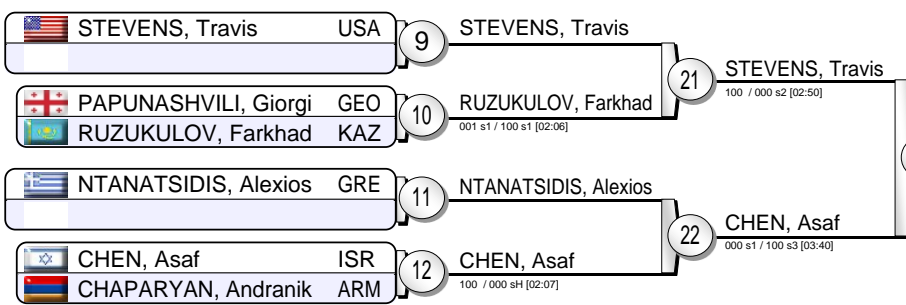 STEVENS, Travis USA
9
STEVENS, Travis
21
STEVENS, Travis
100 / 000 s2 [02:50]
PAPUNASHVILI, Giorgi GEO
RUZUKULOV, Farkhad KAZ
10
RUZUKULOV, Farkhad
001 s1 / 100 s1 [02:06]
NTANATSIDIS, Alexios GRE
11
NTANATSIDIS, Alexios
22
CHEN, Asaf
000 s1 / 100 s3 [03:40]
CHEN, Asaf ISR
CHAPARYAN, Andranik ARM
12
CHEN, Asaf
100 / 000 sH [02:07]